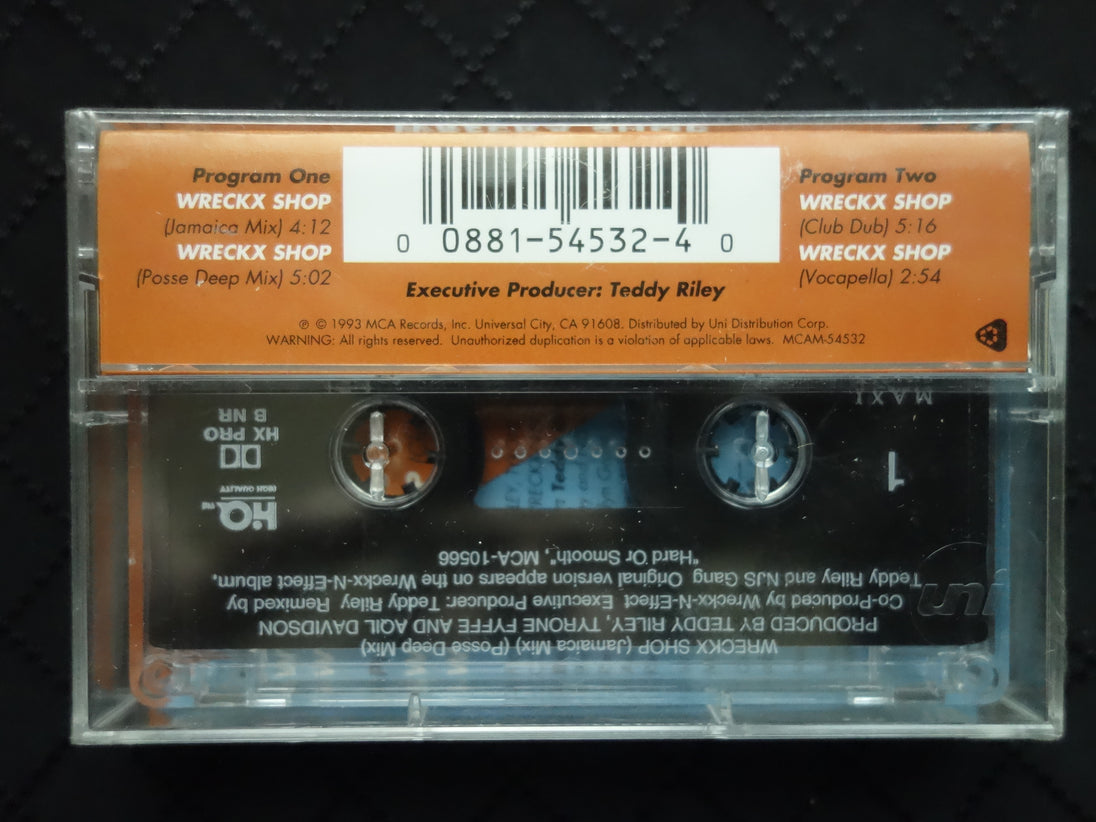 Program One
WRECKX SHOP
(Jamaica Mix) 4:12
WRECKX SHOP
(Posse Deep Mix) 5:02
0 0881-54532-4 0
Executive Producer: Teddy Riley
Program Two
WRECKX SHOP
(Club Dub) 5:16
WRECKX SHOP
(Vocapella) 2:54
℗ © 1993 MCA Records, Inc. Universal City, CA 91608. Distributed by Uni Distribution Corp.
WARNING: All rights reserved. Unauthorized duplication is a violation of applicable laws. MCAM-54532
WRECKX SHOP (Jamaica Mix) (Posse Deep Mix)
PRODUCED BY TEDDY RILEY, TYRONE FYFFE AND AQIL DAVIDSON
Co-Produced by Wreckx-N-Effect Executive Producer: Teddy Riley Remixed by
Teddy Riley and NJS Gang Original version appears on the Wreckx-N-Effect album,
"Hard Or Smooth", MCA-10566
uni
HiQ™
HIGH QUALITY
HX PRO
B NR
1
MAXI